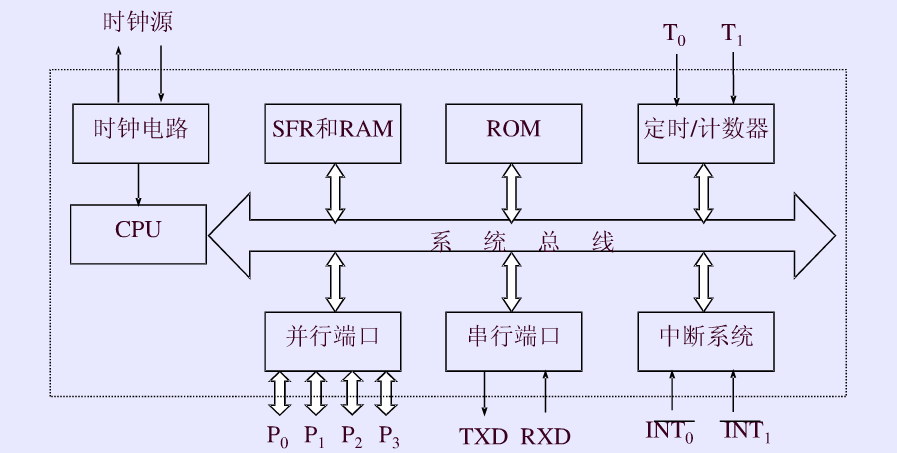 时钟源
T0 T1
时钟电路 SFR和RAM ROM 定时/计数器
CPU
系统总线
并行端口 串行端口 中断系统
P0 P1 P2 P3 TXD RXD INT0 INT1